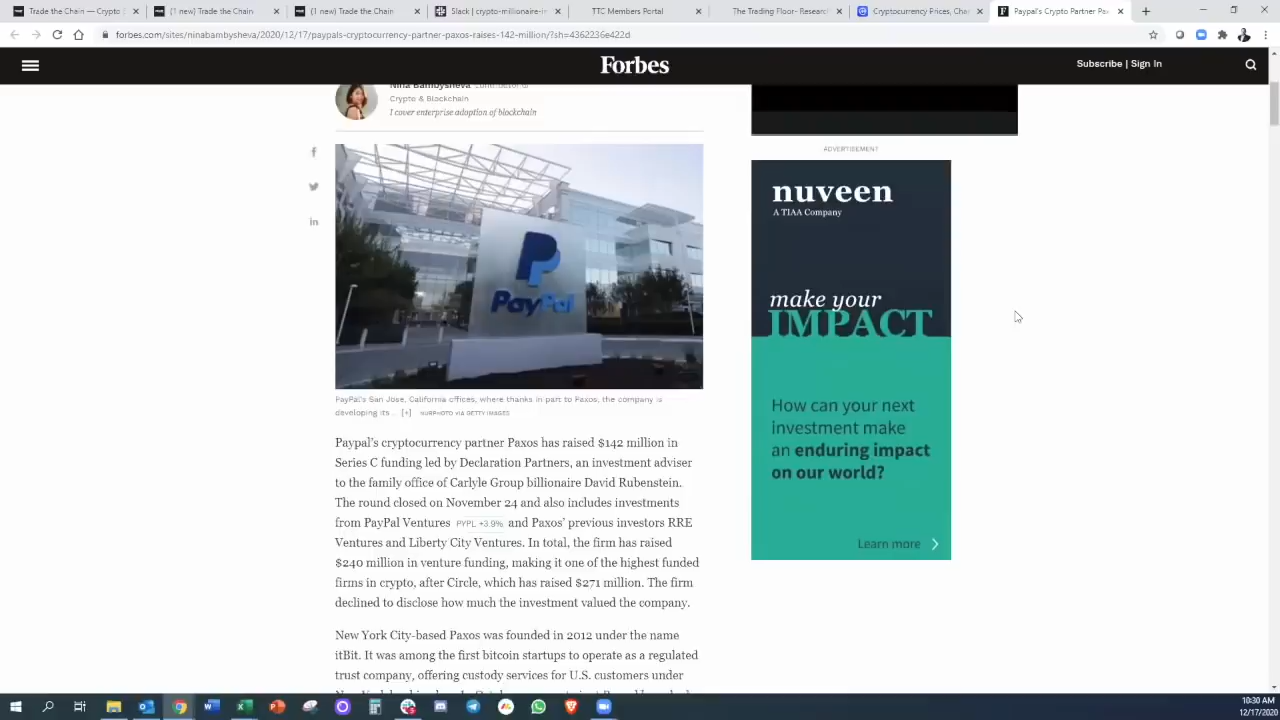 Trade the Chain — Crypto
Trade the Chain
Trade the Chain
Slack | crypto-millionaire-i
TTC Members Portal
The Trading Floor- Researc
Cryptocurrency Prices, Cha
Paypal's Crypto Partner Pa
forbes.com/sites/ninabambysheva/2020/12/17/paypals-cryptocurrency-partner-paxos-raises-142-million/?sh=4362236e422d
Forbes
Subscribe | Sign In
Nina Bambysheva Contributor
Crypto & Blockchain
I cover enterprise adoption of blockchain
PayPal
PayPal's San Jose, California offices, where thanks in part to Paxos, the company is
developing its... [+] NURPHOTO VIA GETTY IMAGES
Paypal's cryptocurrency partner Paxos has raised $142 million in
Series C funding led by Declaration Partners, an investment adviser
to the family office of Carlyle Group billionaire David Rubenstein.
The round closed on November 24 and also includes investments
from PayPal Ventures PYPL +3.9% and Paxos' previous investors RRE
Ventures and Liberty City Ventures. In total, the firm has raised
$240 million in venture funding, making it one of the highest funded
firms in crypto, after Circle, which has raised $271 million. The firm
declined to disclose how much the investment valued the company.
New York City-based Paxos was founded in 2012 under the name
itBit. It was among the first bitcoin startups to operate as a regulated
trust company, offering custody services for U.S. customers under
ADVERTISEMENT
nuveen
A TIAA Company
make your
IMPACT
How can your next
investment make
an enduring impact
on our world?
Learn more
10:30 AM
12/17/2020